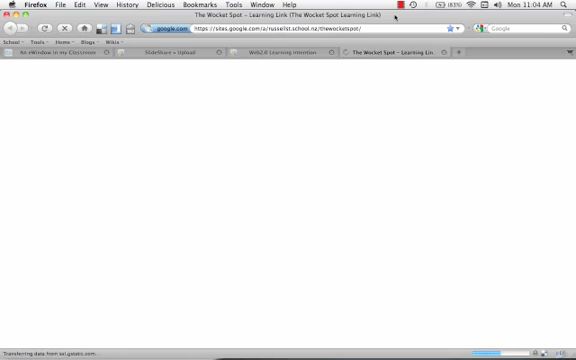 Firefox File Edit View History Delicious Bookmarks Tools Window Help (83%) Mon 11:04 AM
The Wocket Spot – Learning Link (The Wocket Spot Learning Link)
google.com https://sites.google.com/a/russellst.school.nz/thewocketspot/ Google
School Tools Home Blogs Wikis
An eWindow in my Classroom SlideShare » Upload Web2.0 Learning Intention The Wocket Spot – Learning Lin...
Transferring data from ssl.gstatic.com...